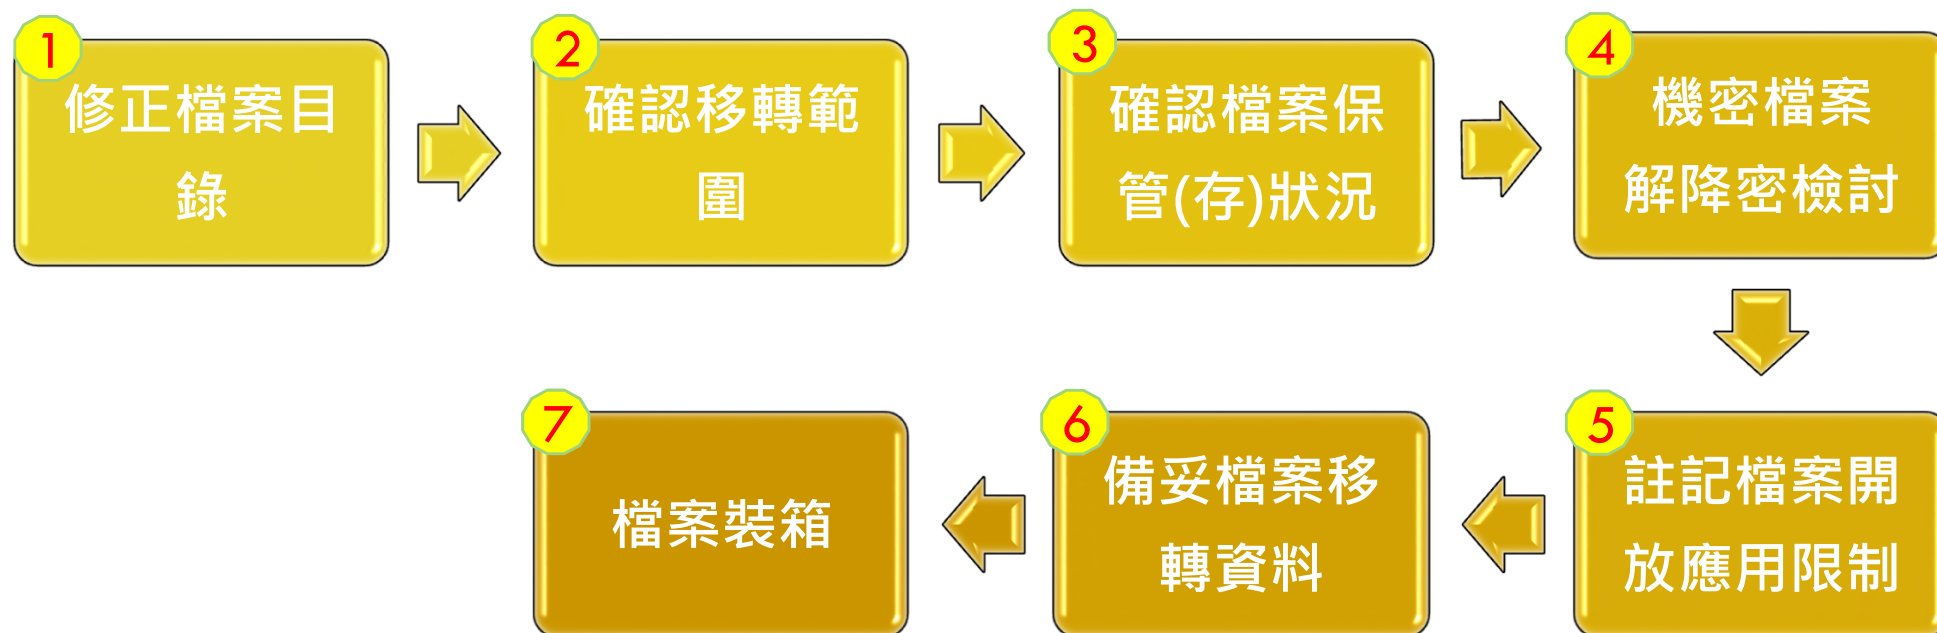 1
修正檔案目
錄
2
確認移轉範
圍
3
確認檔案保
管(存)狀況
4
機密檔案
解降密檢討
5
註記檔案開
放應用限制
6
備妥檔案移
轉資料
7
檔案裝箱